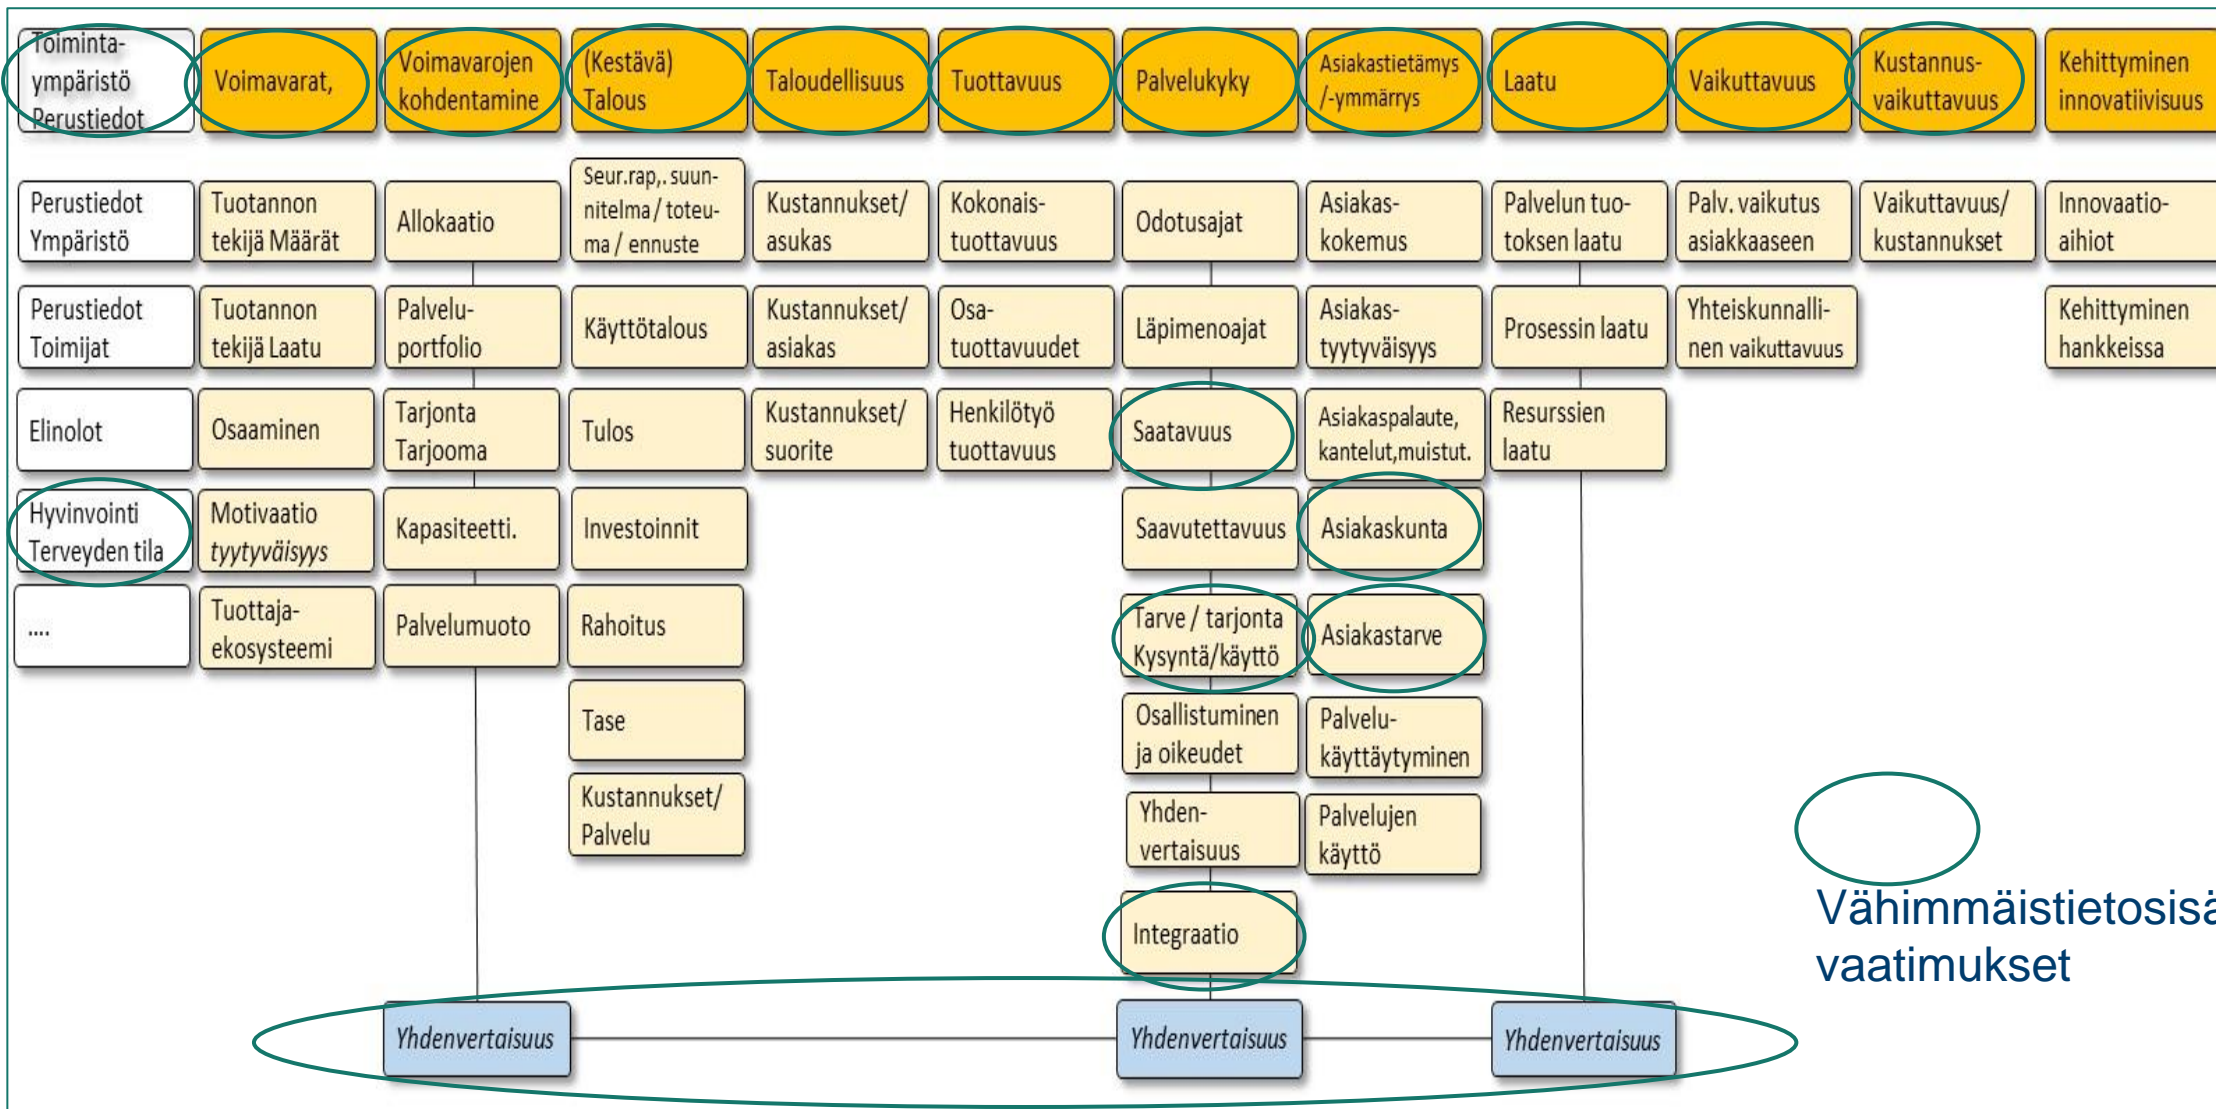 Toiminta-
ympäristö
Perustiedot
Voimavarat,
Voimavarojen
kohdentamine
(Kestävä)
Talous
Taloudellisuus
Tuottavuus
Palvelukyky
Asiakastietämys
/-ymmärrys
Laatu
Vaikuttavuus
Kustannus-
vaikuttavuus
Kehittyminen
innovatiivisuus
Perustiedot
Ympäristö
Tuotannon
tekijä Määrät
Allokaatio
Seur.rap,. suun-
nitelma / toteu-
ma / ennuste
Kustannukset/
asukas
Kokonais-
tuottavuus
Odotusajat
Asiakas-
kokemus
Palvelun tuo-
toksen laatu
Palv. vaikutus
asiakkaaseen
Vaikuttavuus/
kustannukset
Innovaatio-
aihiot
Perustiedot
Toimijat
Tuotannon
tekijä Laatu
Palvelu-
portfolio
Käyttötalous
Kustannukset/
asiakas
Osa-
tuottavuudet
Läpimenoajat
Asiakas-
tyytyväisyys
Prosessin laatu
Yhteiskunnalli-
nen vaikuttavuus
Kehittyminen
hankkeissa
Elinolot
Osaaminen
Tarjonta
Tarjooma
Tulos
Kustannukset/
suorite
Henkilötyö
tuottavuus
Saatavuus
Asiakaspalaute,
kantelut,muistut.
Resurssien
laatu
Hyvinvointi
Terveyden tila
Motivaatio
tyytyväisyys
Kapasiteetti.
Investoinnit
Saavutettavuus
Asiakaskunta
....
Tuottaja-
ekosysteemi
Palvelumuoto
Rahoitus
Tarve / tarjonta
Kysyntä/käyttö
Asiakastarve
Tase
Osallistuminen
ja oikeudet
Palvelu-
käyttäytyminen
Kustannukset/
Palvelu
Yhden-
vertaisuus
Palvelujen
käyttö
Integraatio
Vähimmäistietosisä
vaatimukset
Yhdenvertaisuus
Yhdenvertaisuus
Yhdenvertaisuus